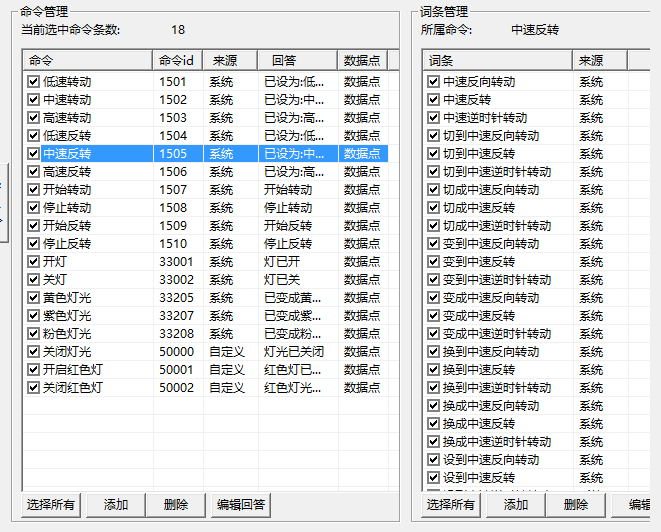 命令管理
当前选中命令条数: 18
命令 命令id 来源 回答 数据点
低速转动 1501 系统 已设为:低... 数据点
中速转动 1502 系统 已设为:中... 数据点
高速转动 1503 系统 已设为:高... 数据点
低速反转 1504 系统 已设为:低... 数据点
中速反转 1505 系统 已设为:中... 数据点
高速反转 1506 系统 已设为:高... 数据点
开始转动 1507 系统 开始转动 数据点
停止转动 1508 系统 停止转动 数据点
开始反转 1509 系统 开始反转 数据点
停止反转 1510 系统 停止反转 数据点
开灯 33001 系统 灯已开 数据点
关灯 33002 系统 灯已关 数据点
黄色灯光 33205 系统 已变成黄... 数据点
紫色灯光 33207 系统 已变成紫... 数据点
粉色灯光 33208 系统 已变成粉... 数据点
关闭灯光 50000 自定义 灯光已关闭 数据点
开启红色灯 50001 自定义 红色灯已... 数据点
关闭红色灯 50002 自定义 红色灯光... 数据点
选择所有 添加 删除 编辑回答
词条管理
所属命令: 中速反转
词条 来源
中速反向转动 系统
中速反转 系统
中速逆时针转动 系统
切到中速反向转动 系统
切到中速反转 系统
切到中速逆时针转动 系统
切成中速反向转动 系统
切成中速反转 系统
切成中速逆时针转动 系统
变到中速反向转动 系统
变到中速反转 系统
变到中速逆时针转动 系统
变成中速反向转动 系统
变成中速反转 系统
变成中速逆时针转动 系统
换到中速反向转动 系统
换到中速反转 系统
换到中速逆时针转动 系统
换成中速反向转动 系统
换成中速反转 系统
换成中速逆时针转动 系统
设到中速反向转动 系统
设到中速反转 系统
选择所有 添加 删除 编辑